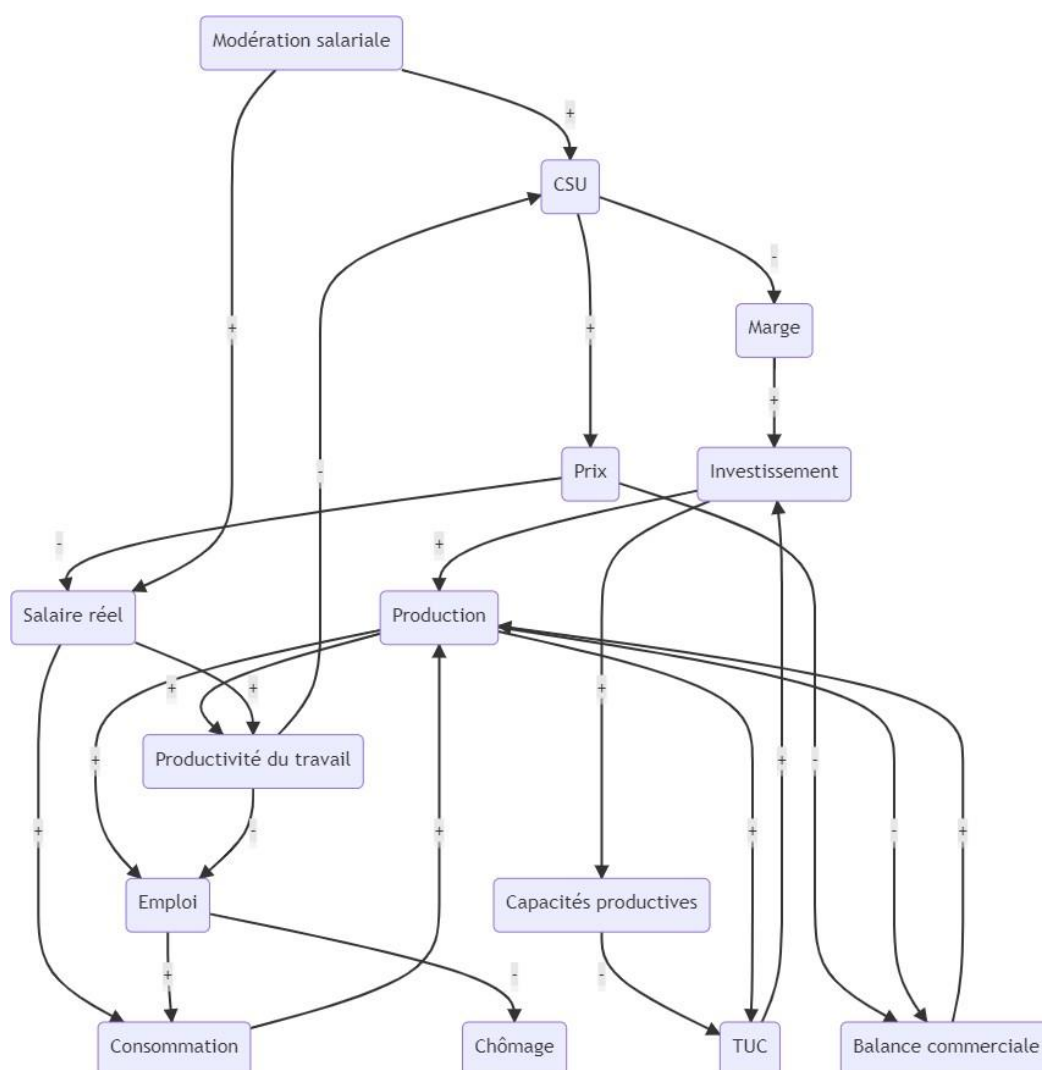 Modération salariale
+
CSU
-
Marge
+
+
+
-
Prix
Investissement
-
+
Salaire réel
Production
+
+
+
+
-
Productivité du travail
+
+
-
+
+
-
Emploi
Capacités productives
+
-
-
Consommation
Chômage
TUC
Balance commerciale